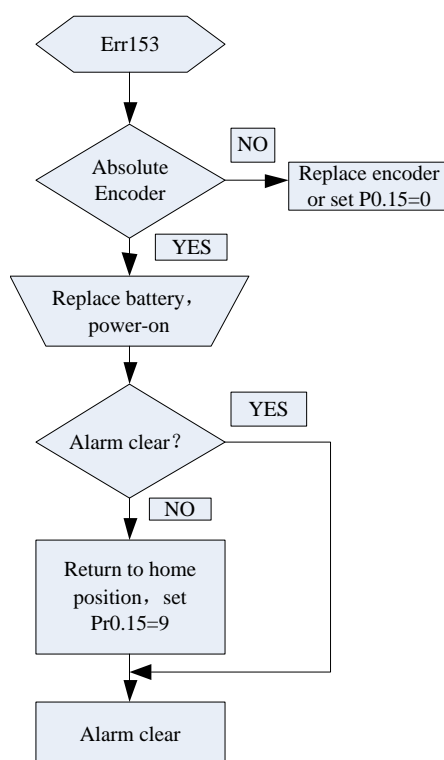 Err153
Absolute
Encoder
NO
Replace encoder
or set P0.15=0
YES
Replace battery，
power-on
YES
Alarm clear？
NO
Return to home
position，set
Pr0.15=9
Alarm clear